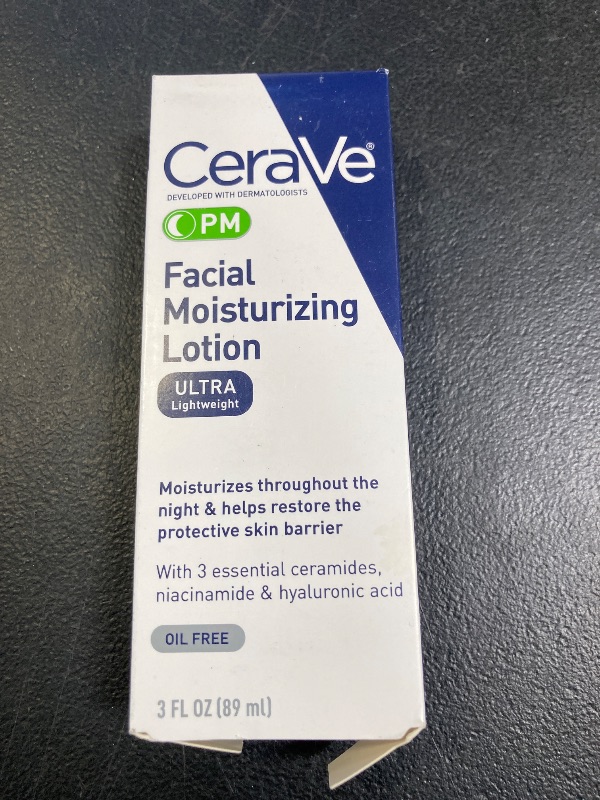 CeraVe®
DEVELOPED WITH DERMATOLOGISTS
PM
Facial
Moisturizing
Lotion
ULTRA
Lightweight
Moisturizes throughout the
night & helps restore the
protective skin barrier
With 3 essential ceramides,
niacinamide & hyaluronic acid
OIL FREE
3 FL OZ (89 ml)